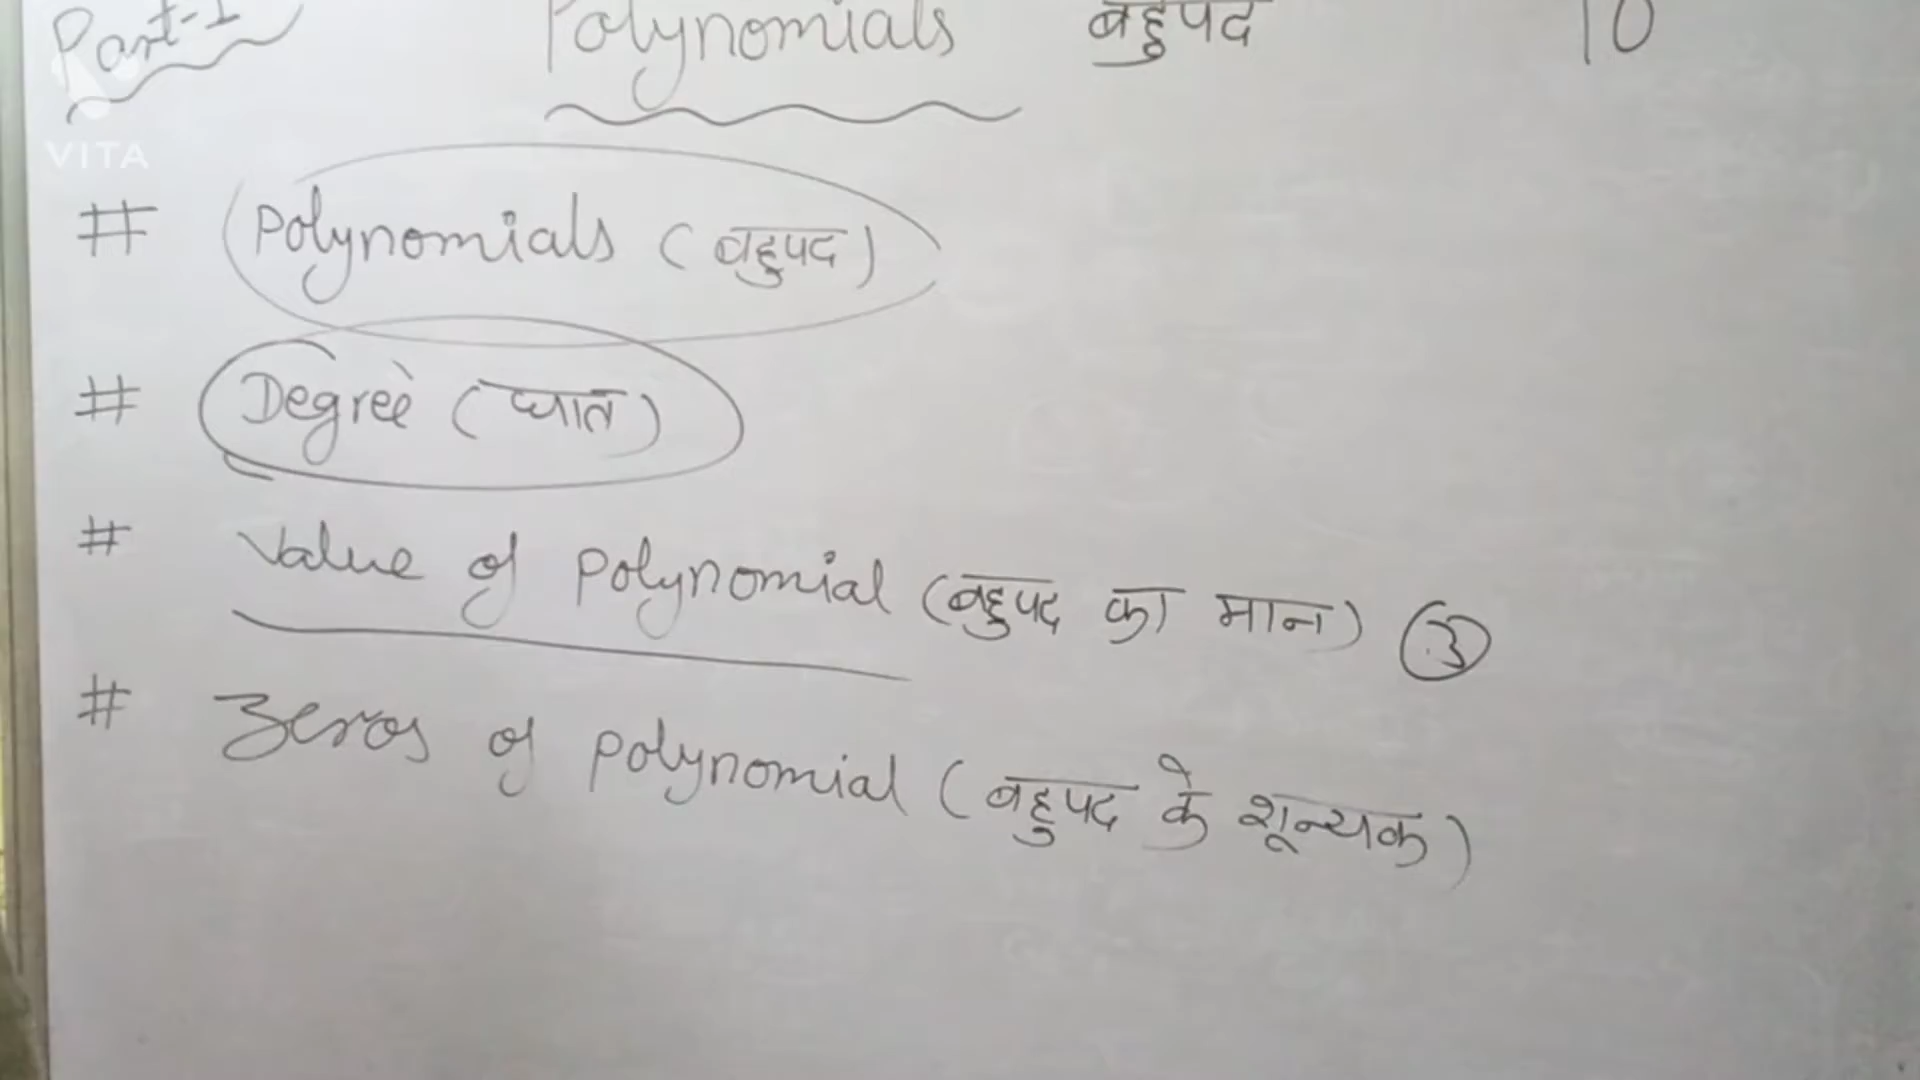 Part-1 Polynomials बहुपद 10
VITA
# Polynomials (बहुपद)
# Degree (घात)
# Value of Polynomial (बहुपद का मान) 3
# Zeros of Polynomial (बहुपद के शून्यक)